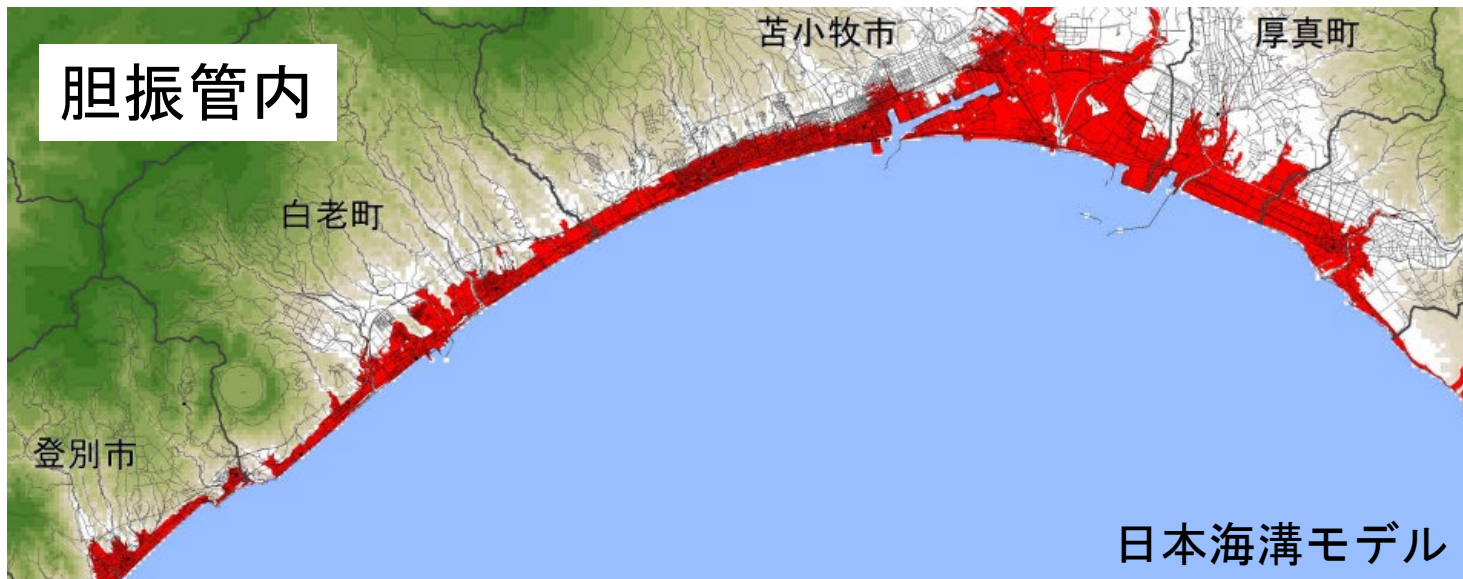 胆振管内
苫小牧市
厚真町
白老町
登別市
日本海溝モデル